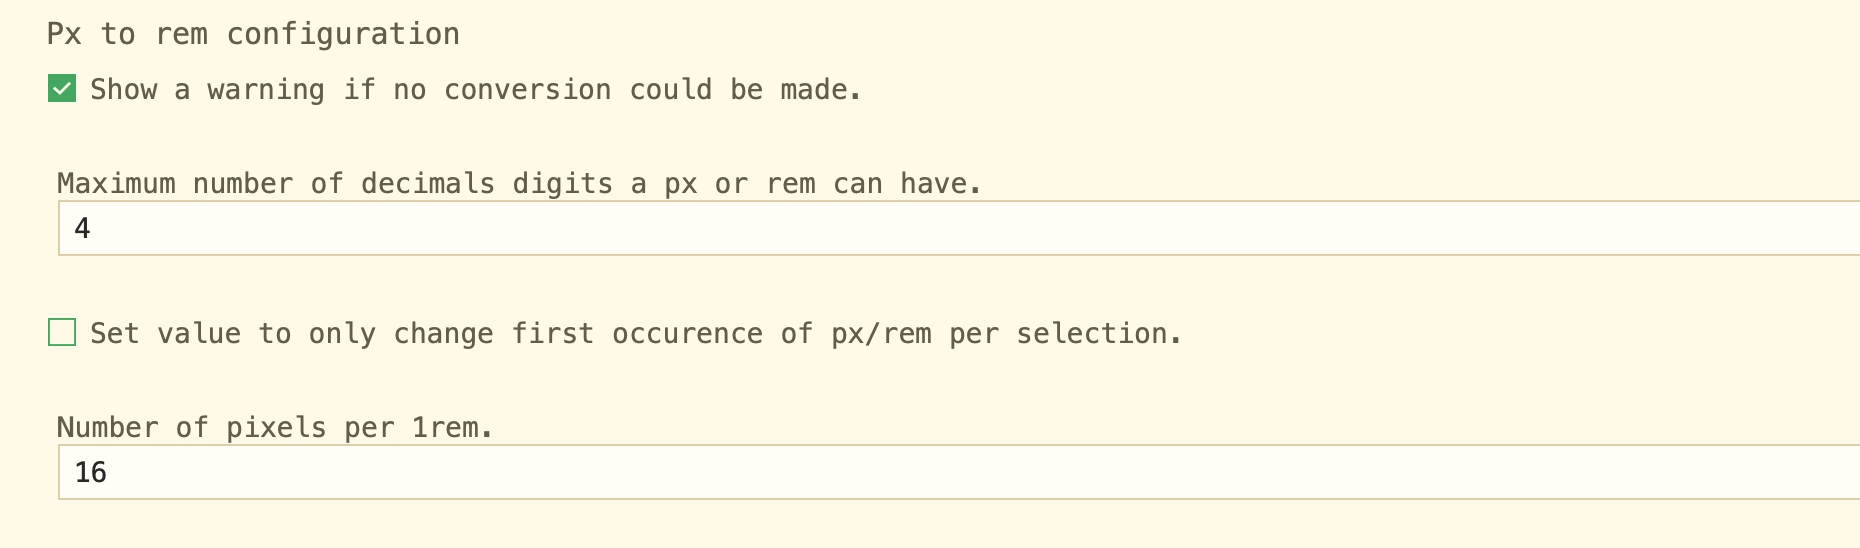 Px to rem configuration
Show a warning if no conversion could be made.
Maximum number of decimals digits a px or rem can have.
4
Set value to only change first occurence of px/rem per selection.
Number of pixels per 1rem.
16